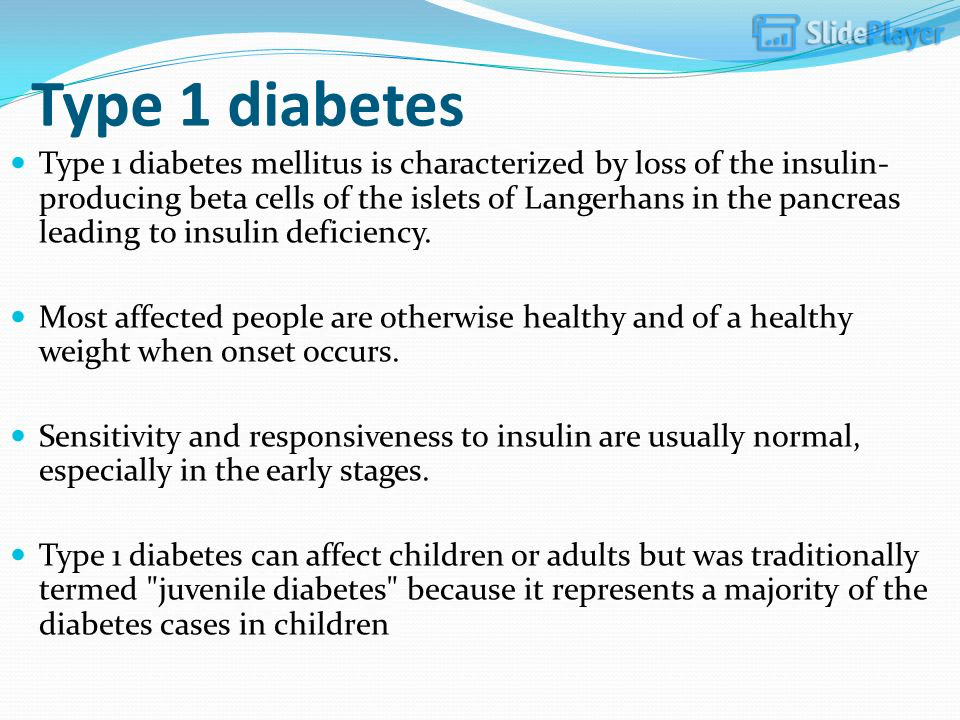 SlidePlayer
Type 1 diabetes
• Type 1 diabetes mellitus is characterized by loss of the insulin-
producing beta cells of the islets of Langerhans in the pancreas
leading to insulin deficiency.
• Most affected people are otherwise healthy and of a healthy
weight when onset occurs.
• Sensitivity and responsiveness to insulin are usually normal,
especially in the early stages.
• Type 1 diabetes can affect children or adults but was traditionally
termed "juvenile diabetes" because it represents a majority of the
diabetes cases in children